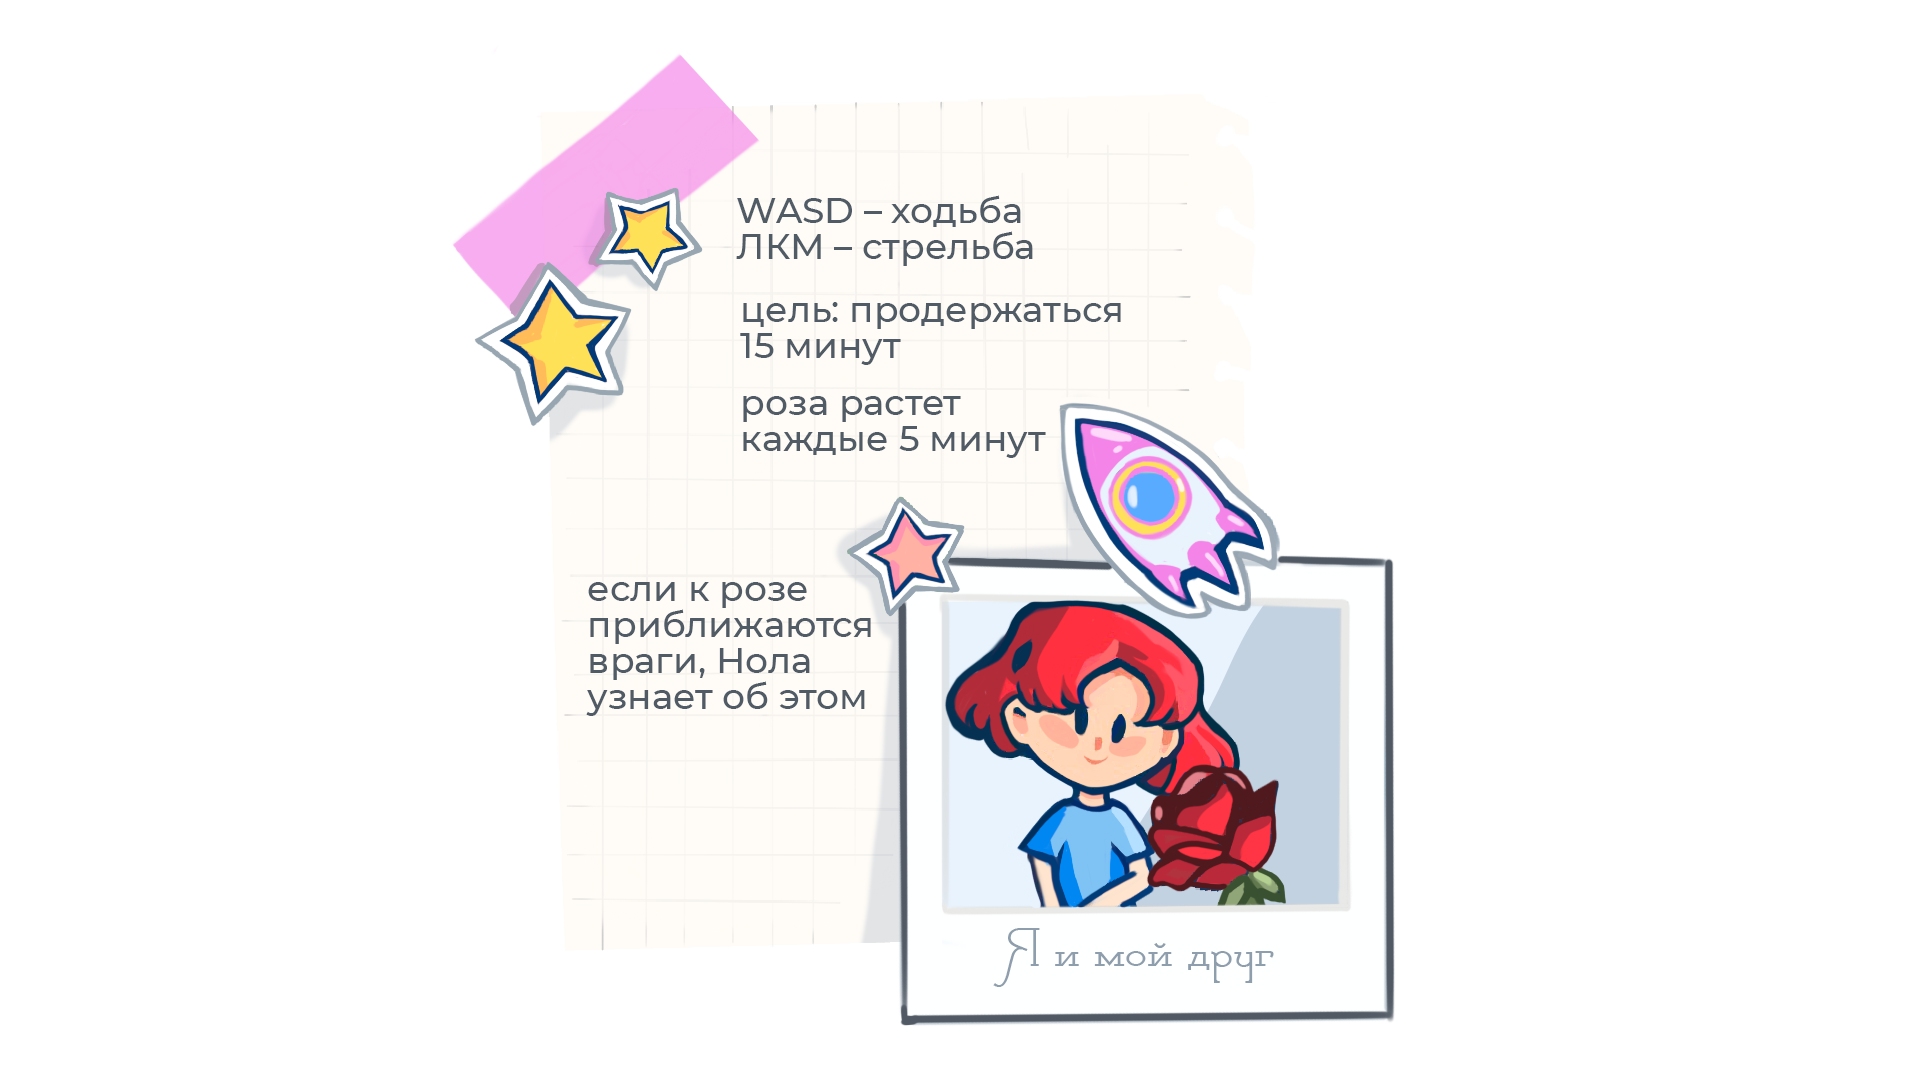 WASD – ходьба
ЛКМ – стрельба
цель: продержаться
15 минут
роза растет
каждые 5 минут
если к розе
приближаются
враги, Нола
узнает об этом
Я и мой друг